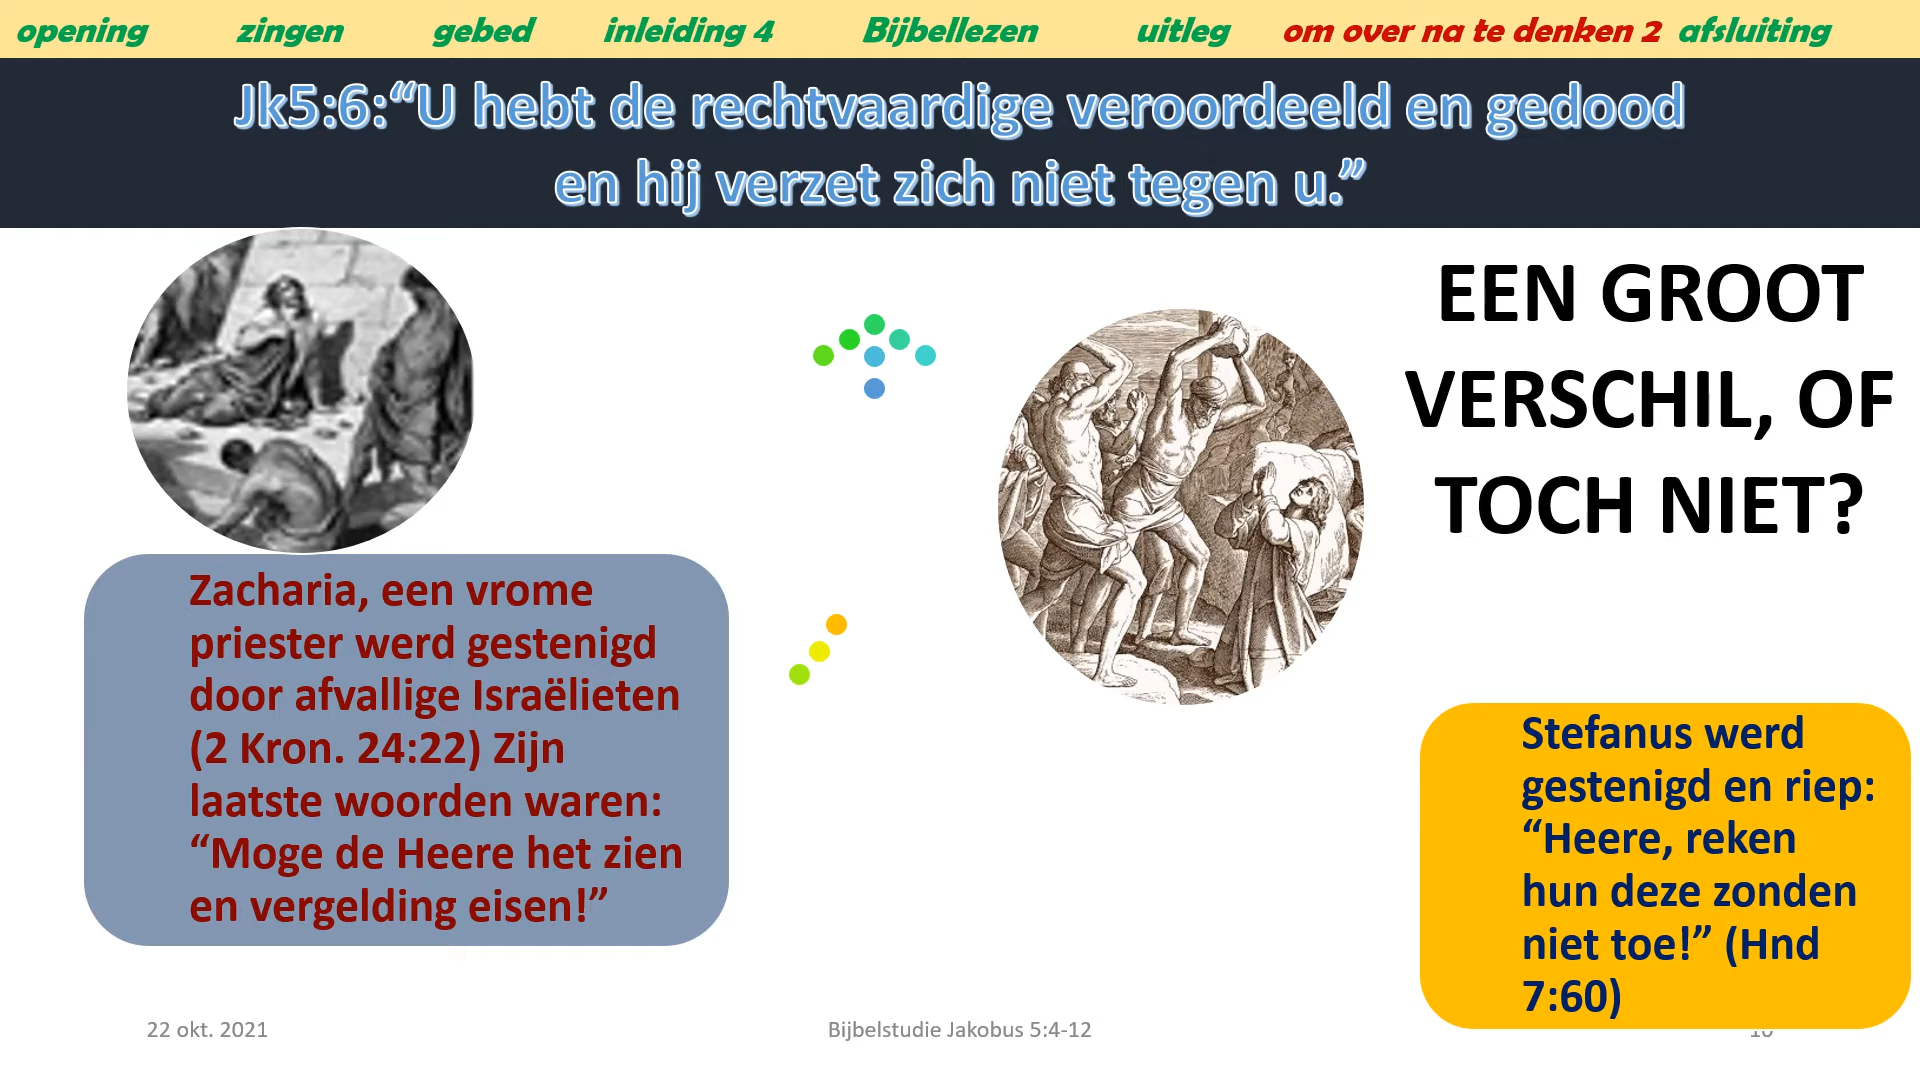 opening zingen gebed inleiding 4 Bijbellezen uitleg om over na te denken 2 afsluiting
Jk5:6:“U hebt de rechtvaardige veroordeeld en gedood
en hij verzet zich niet tegen u.”
EEN GROOT
VERSCHIL, OF
TOCH NIET?
Zacharia, een vrome
priester werd gestenigd
door afvallige Israëlieten
(2 Kron. 24:22) Zijn
laatste woorden waren:
“Moge de Heere het zien
en vergelding eisen!”
Stefanus werd
gestenigd en riep:
“Heere, reken
hun deze zonden
niet toe!” (Hnd
7:60)
22 okt. 2021
Bijbelstudie Jakobus 5:4-12